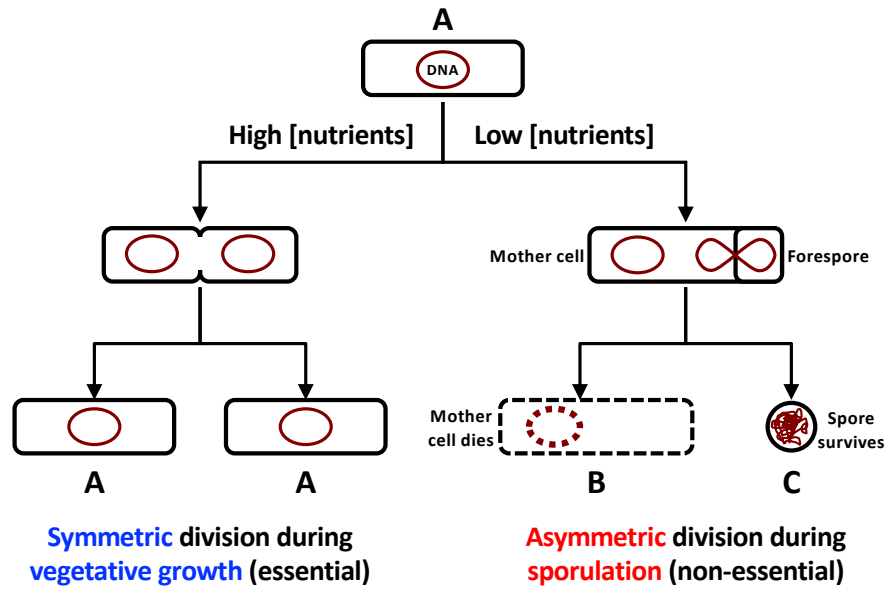 A
DNA
High [nutrients]
Low [nutrients]
Mother cell
Forespore
Mother
cell dies
Spore
survives
A
A
B
C
Symmetric division during
vegetative growth (essential)
Asymmetric division during
sporulation (non-essential)